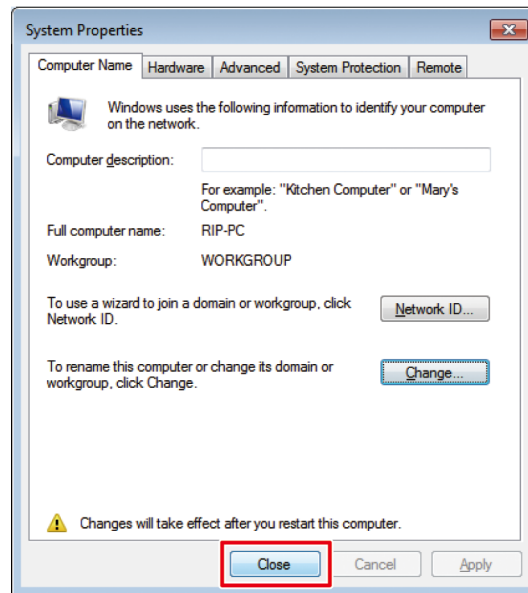 System Properties
Computer Name Hardware Advanced System Protection Remote
Windows uses the following information to identify your computer
on the network.
Computer description:
For example: "Kitchen Computer" or "Mary's
Computer".
Full computer name: RIP-PC
Workgroup: WORKGROUP
To use a wizard to join a domain or workgroup, click
Network ID.
Network ID...
To rename this computer or change its domain or
workgroup, click Change.
Change...
Changes will take effect after you restart this computer.
Close Cancel Apply